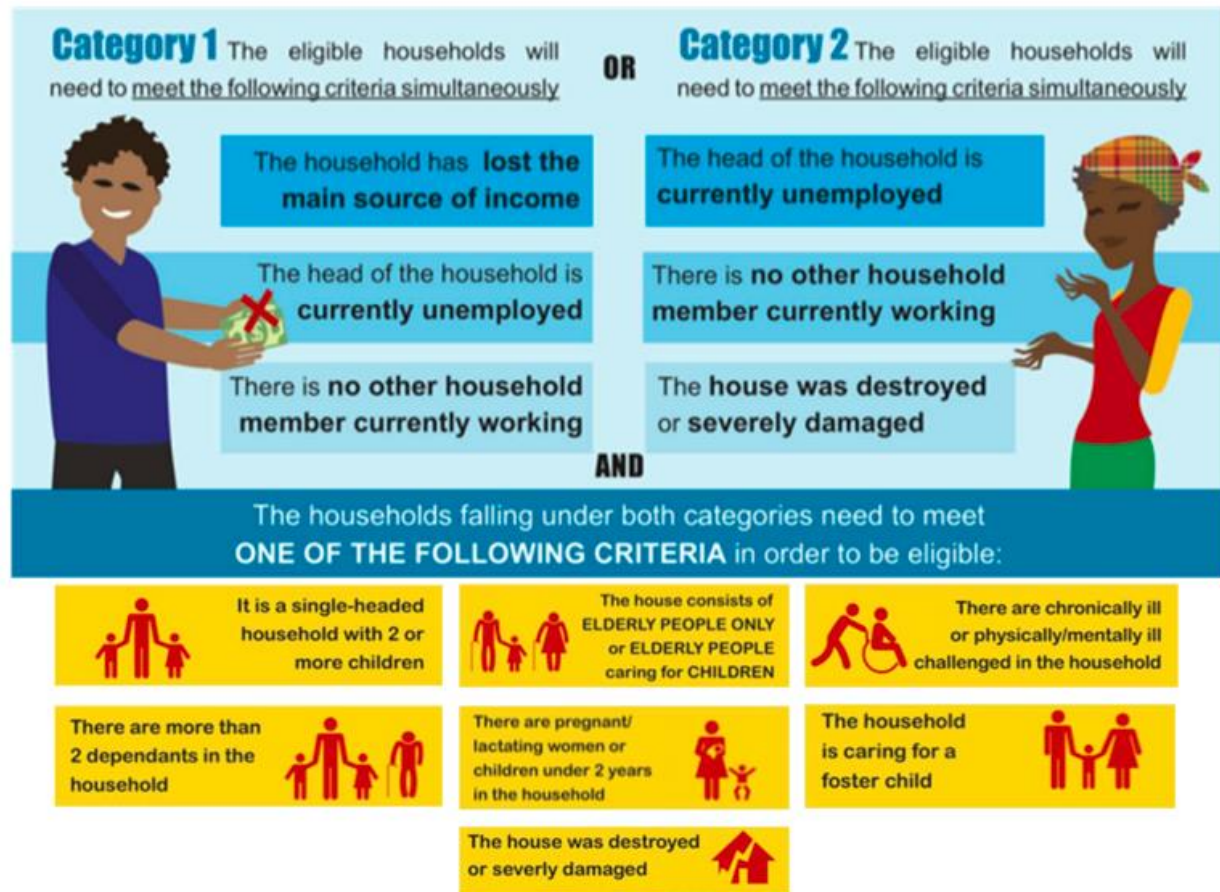 Category 1 The eligible households will
need to meet the following criteria simultaneously
OR
Category 2 The eligible households will
need to meet the following criteria simultaneously
The household has lost the
main source of income
The head of the household is
currently unemployed
There is no other household
member currently working
The head of the household is
currently unemployed
There is no other household
member currently working
The house was destroyed
or severely damaged
AND
The households falling under both categories need to meet
ONE OF THE FOLLOWING CRITERIA in order to be eligible:
It is a single-headed
household with 2 or
more children
The house consists of
ELDERLY PEOPLE ONLY
or ELDERLY PEOPLE
caring for CHILDREN
There are chronically ill
or physically/mentally ill
challenged in the household
There are more than
2 dependants in the
household
There are pregnant/
lactating women or
children under 2 years
in the household
The household
is caring for a
foster child
The house was destroyed
or severly damaged